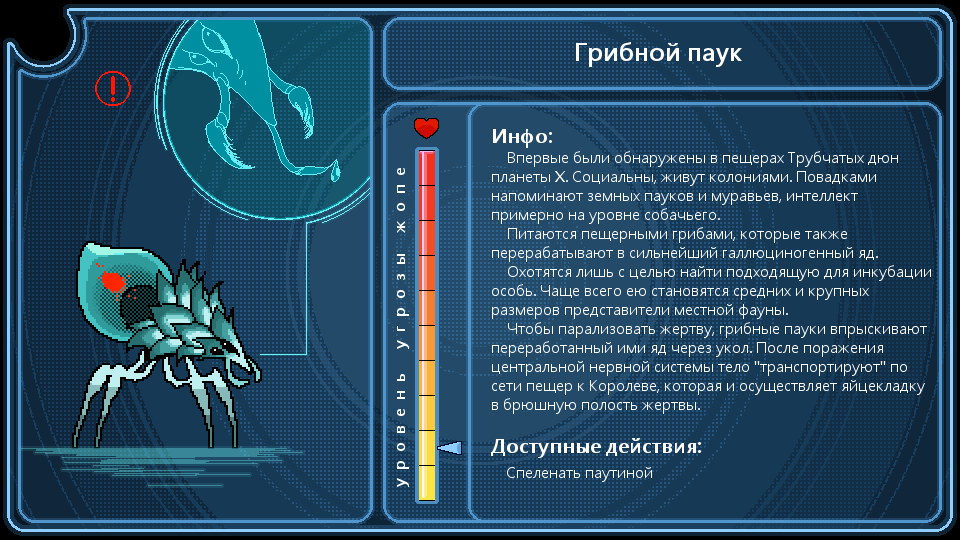 Грибной паук
Инфо:
Впервые были обнаружены в пещерах Трубчатых дюн
планеты X. Социальны, живут колониями. Повадками
напоминают земных пауков и муравьев, интеллект
примерно на уровне собачьего.
Питаются пещерными грибами, которые также
перерабатывают в сильнейший галлюциногенный яд.
Охотятся лишь с целью найти подходящую для инкубации
особь. Чаще всего ею становятся средних и крупных
размеров представители местной фауны.
Чтобы парализовать жертву, грибные пауки впрыскивают
переработанный ими яд через укол. После поражения
центральной нервной системы тело "транспортируют" по
сети пещер к Королеве, которая и осуществляет яйцекладку
в брюшную полость жертвы.
Доступные действия:
Спеленать паутиной
уровень угрозы жопе
!